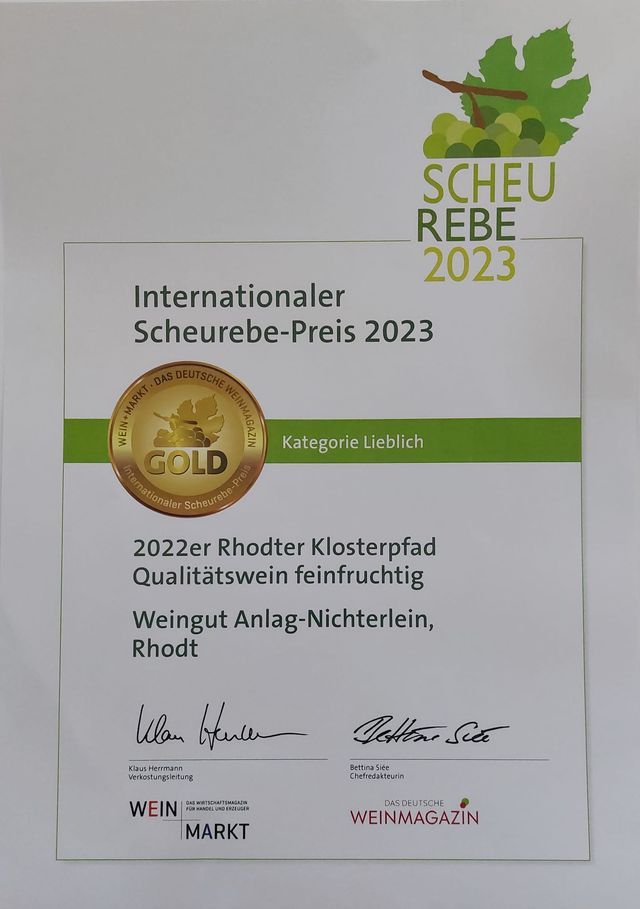 SCHEU
REBE
2023
Internationaler
Scheurebe-Preis 2023
WEIN+MARKT · DAS DEUTSCHE WEINMAGAZIN
GOLD
Internationaler Scheurebe-Preis
Kategorie Lieblich
2022er Rhodter Klosterpfad
Qualitätswein feinfruchtig
Weingut Anlag-Nichterlein,
Rhodt
Klaus Herrmann
Verkostungsleitung
Bettina Siée
Bettina Siée
Chefredakteurin
WEIN
DAS WIRTSCHAFTSMAGAZIN
FÜR HANDEL UND ERZEUGER
MARKT
DAS DEUTSCHE
WEINMAGAZIN